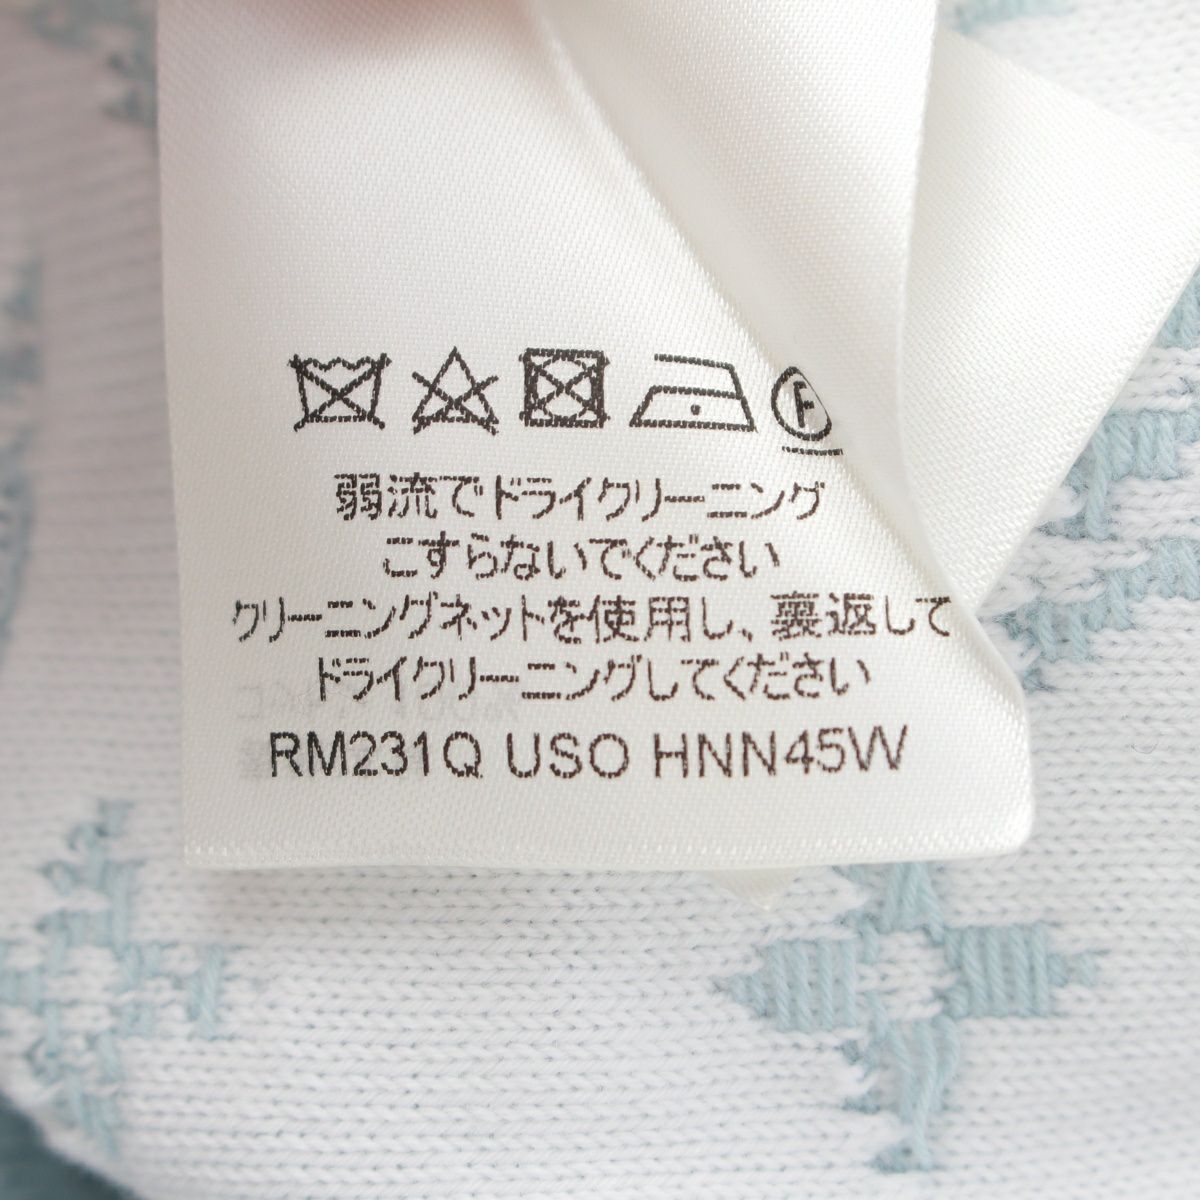 F
弱流でドライクリーニング
こすらないでください
クリーニングネットを使用し、裏返して
ドライクリーニングしてください
RM231Q USO HNN45W